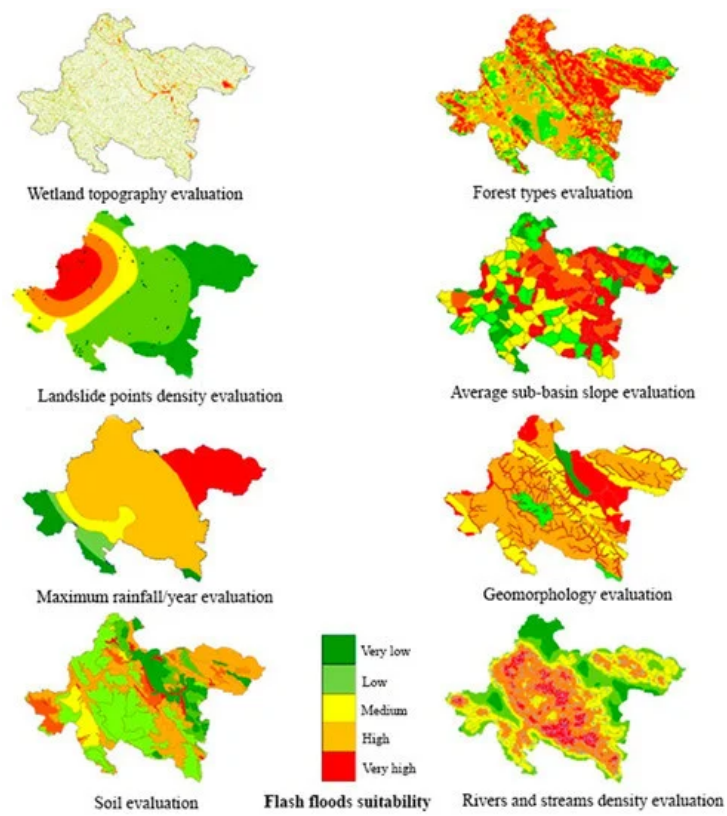 Wetland topography evaluation
Forest types evaluation
Landslide points density evaluation
Average sub-basin slope evaluation
Maximum rainfall/year evaluation
Geomorphology evaluation
Very low
Low
Medium
High
Very high
Soil evaluation
Flash floods suitability
Rivers and streams density evaluation